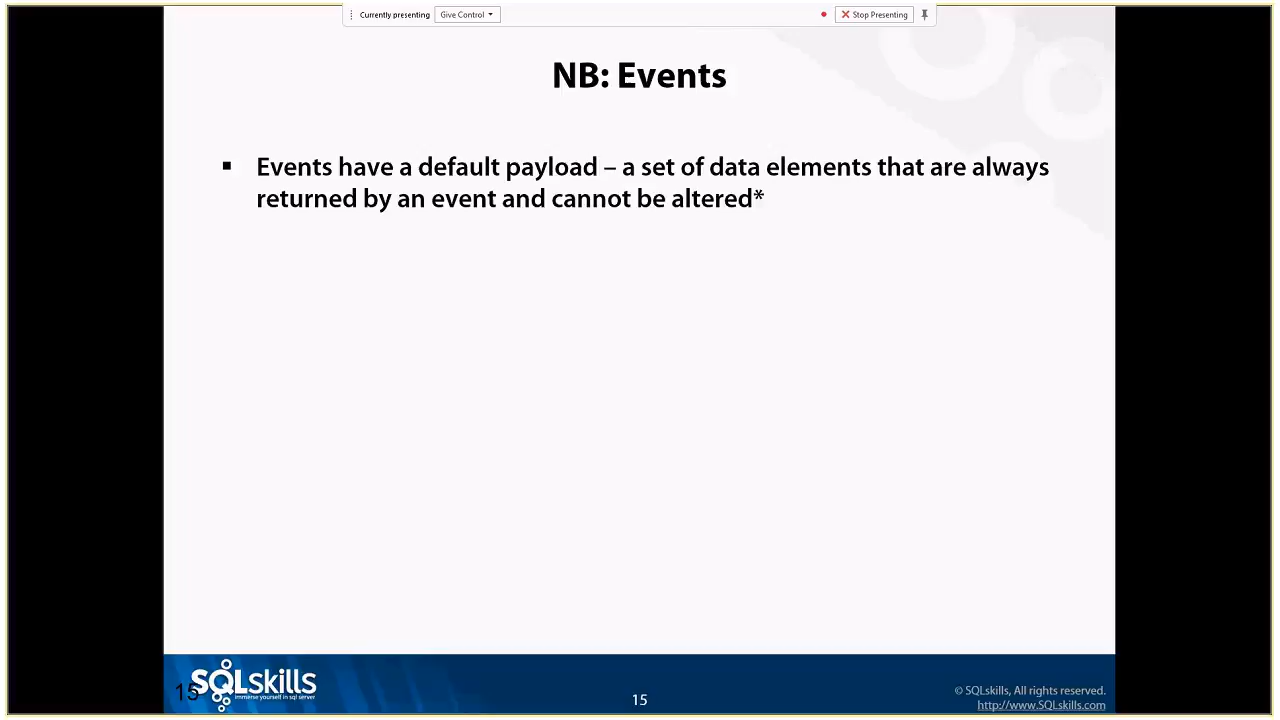 Currently presenting Give Control Stop Presenting
NB: Events
▪ Events have a default payload – a set of data elements that are always
returned by an event and cannot be altered*
15
SQLskills
immerse yourself in sql server
15
© SQLskills, All rights reserved.
http://www.SQLskills.com